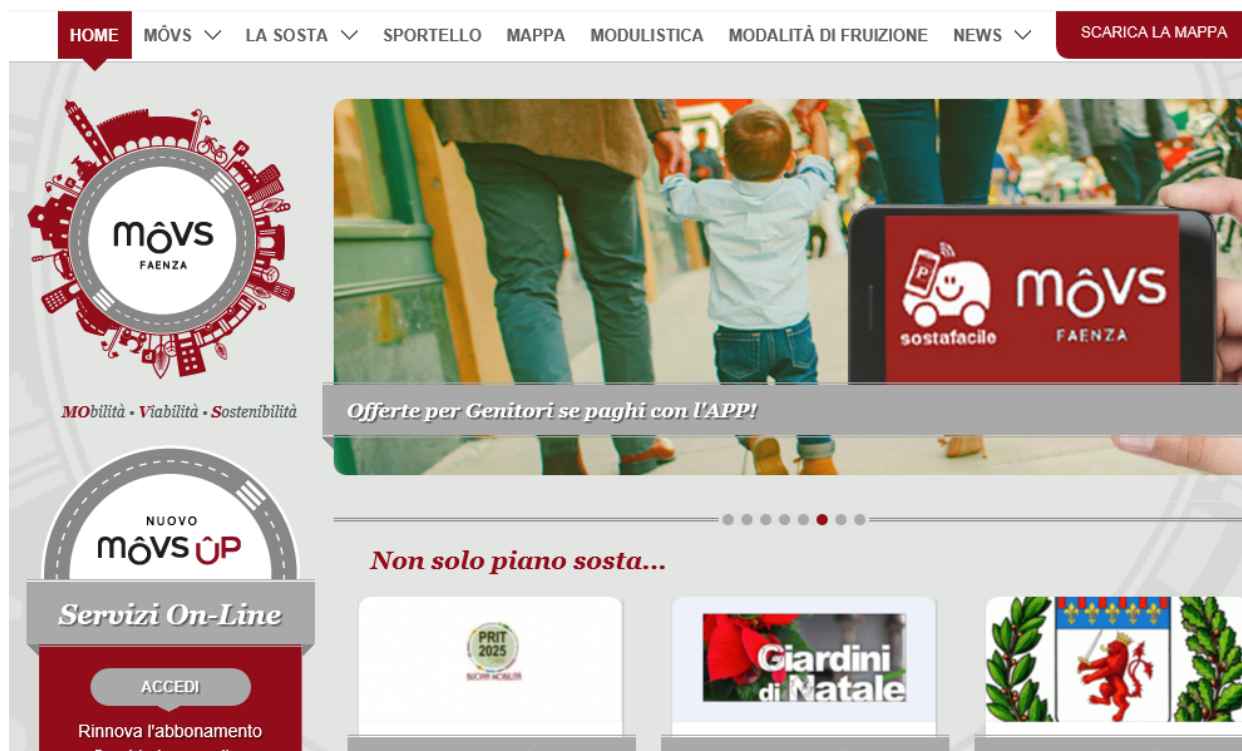 HOME MÔVS LA SOSTA SPORTELLO MAPPA MODULISTICA MODALITÀ DI FRUIZIONE NEWS SCARICA LA MAPPA
môvs
FAENZA
MObilità • Viabilità • Sostenibilità
P
sostafacile
môvs
FAENZA
Offerte per Genitori se paghi con l'APP!
NUOVO
môvs ûP
Servizi On-Line
ACCEDI
Rinnova l'abbonamento
Non solo piano sosta...
PRIT
2025
BUONA MOBILITÀ
Giardini
di Natale